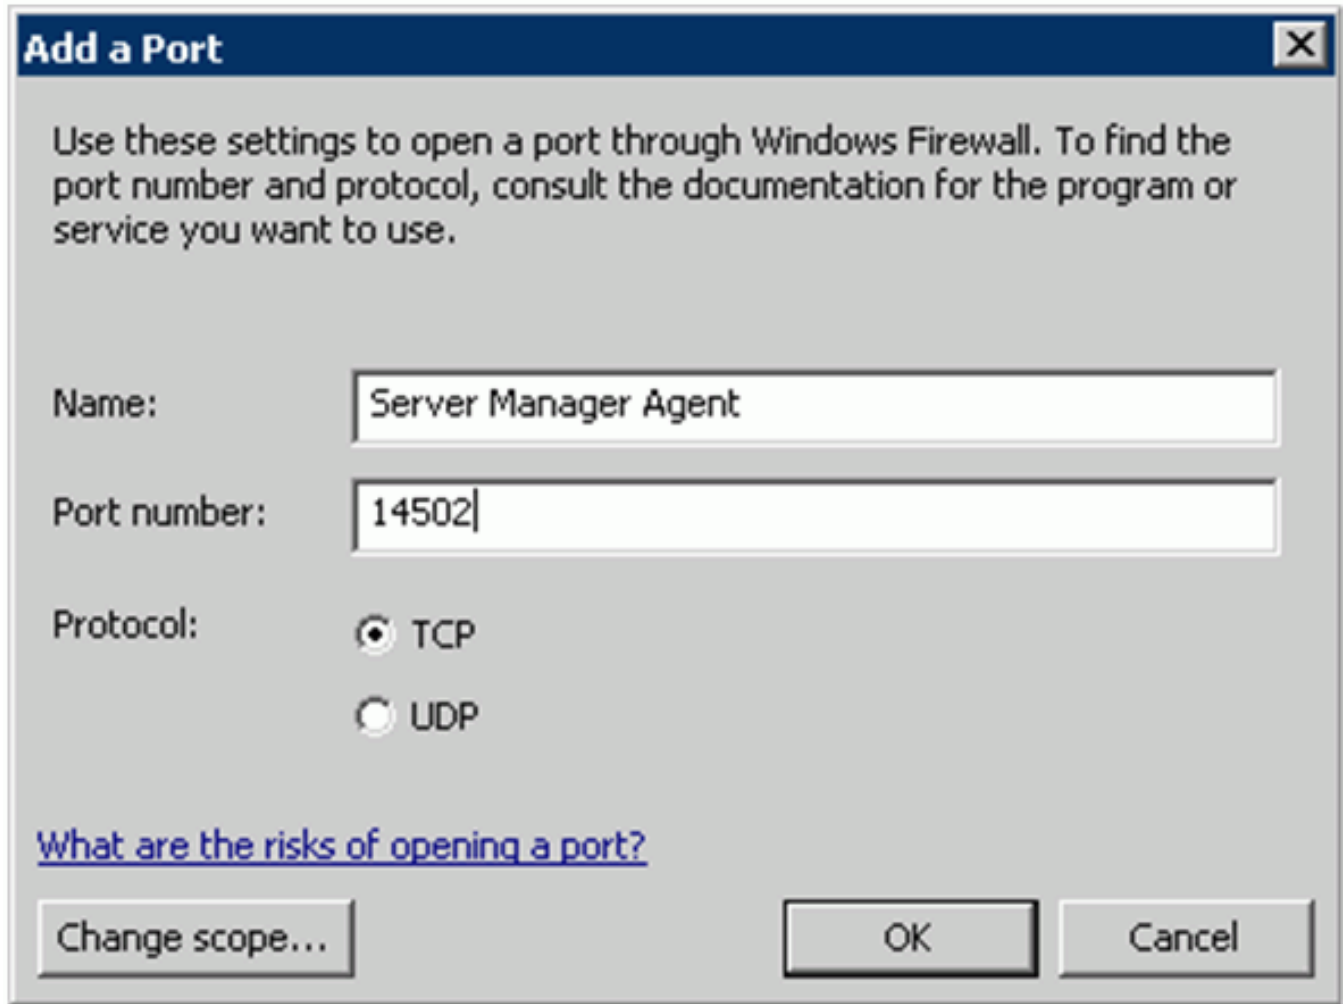 Add a Port
Use these settings to open a port through Windows Firewall. To find the
port number and protocol, consult the documentation for the program or
service you want to use.
Name: Server Manager Agent
Port number: 14502
Protocol: TCP
UDP
What are the risks of opening a port?
Change scope... OK Cancel